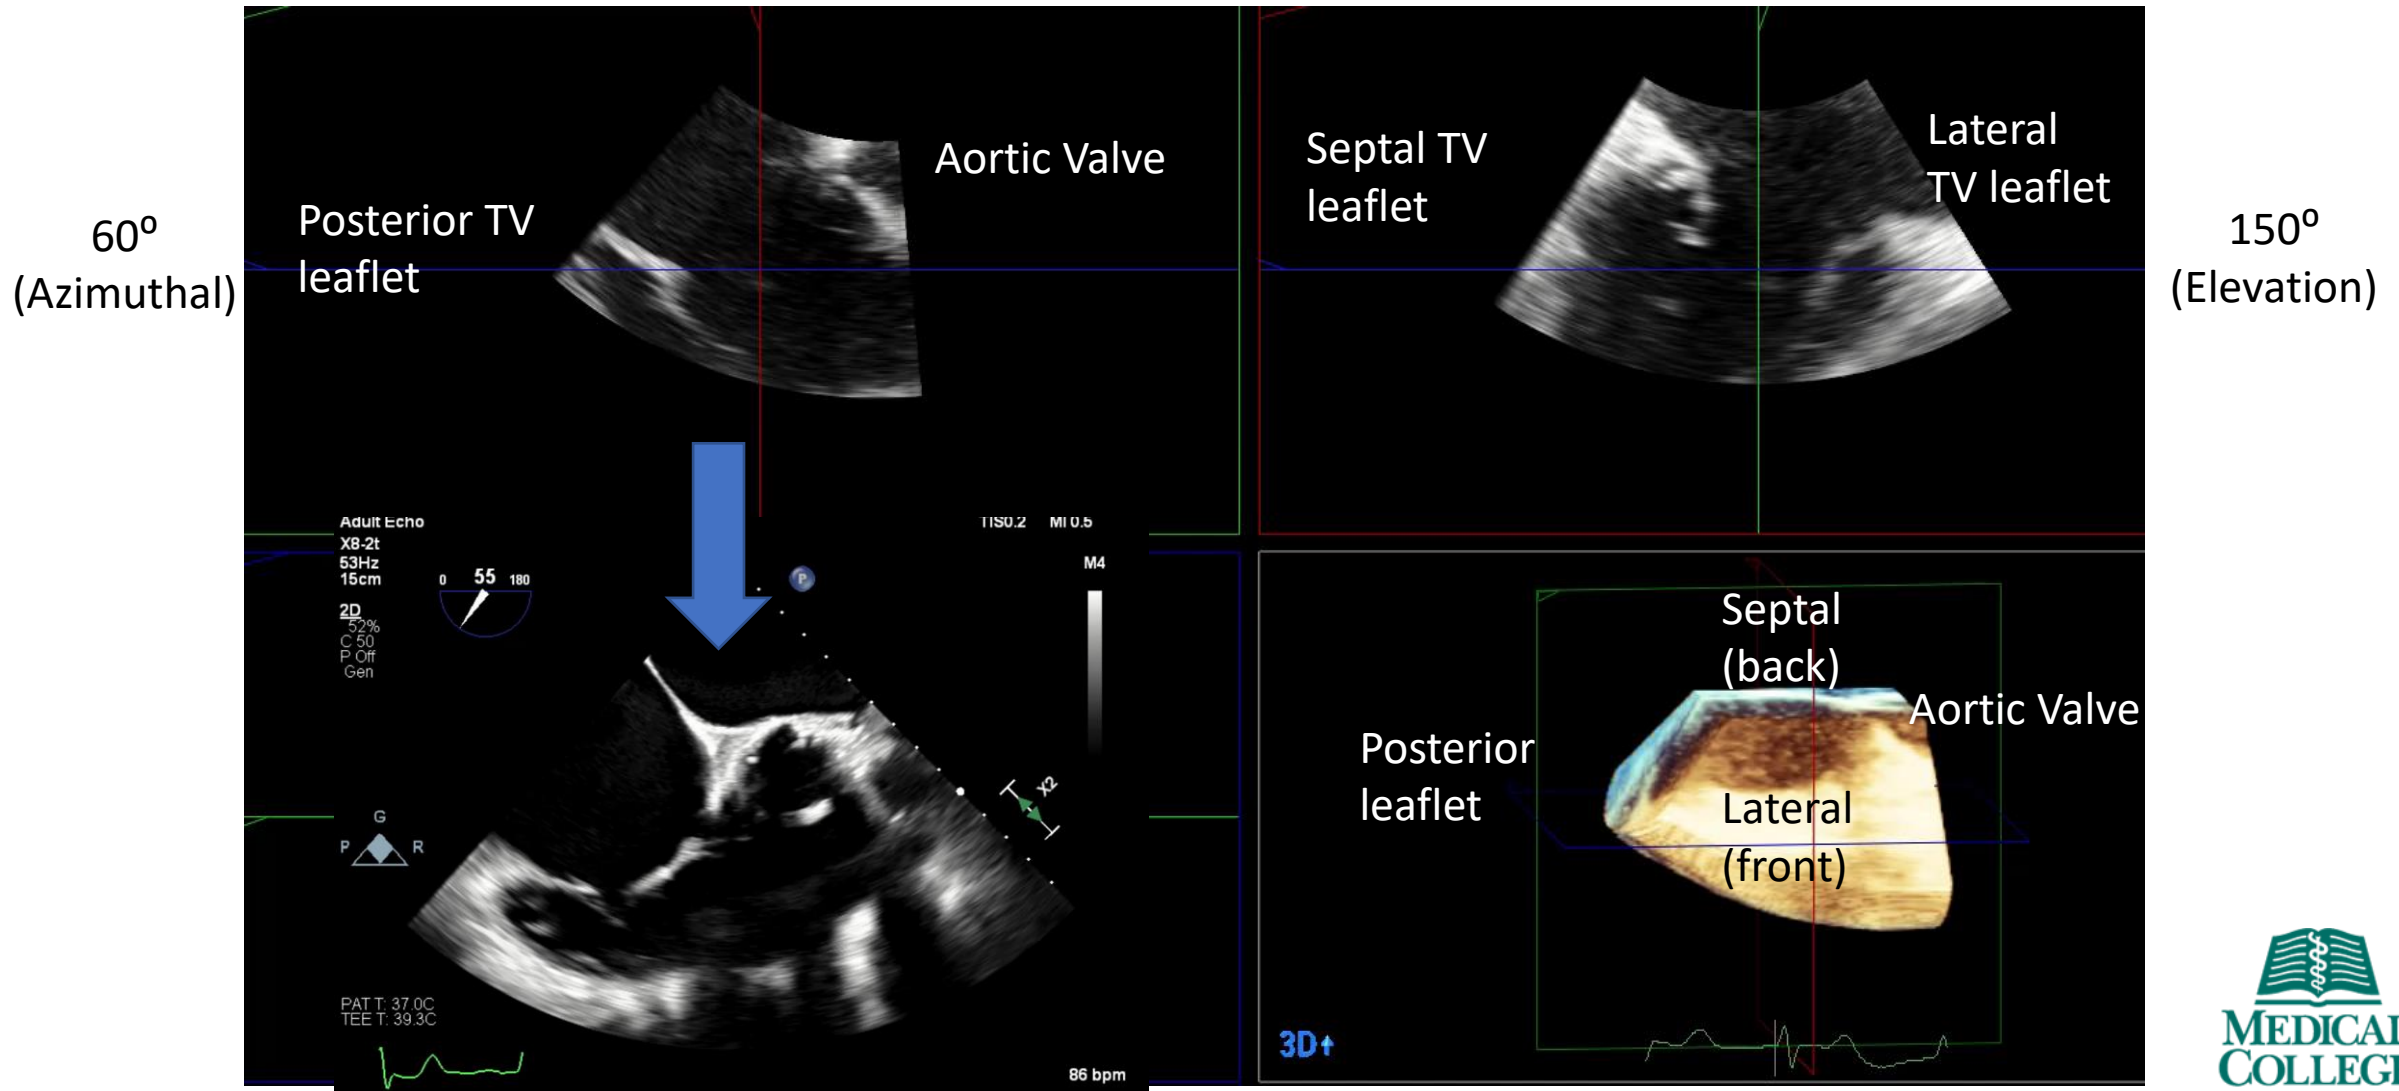 60⁰
(Azimuthal)
Posterior TV
leaflet
Aortic Valve
Septal TV
leaflet
Lateral
TV leaflet
150⁰
(Elevation)
Adult Echo
X8-2t
53Hz
15cm
2D
52%
C 50
P Off
Gen
0 55 180
P
TIS0.2 MI 0.5
M4
X2
G
P R
PAT T: 37.0C
TEE T: 39.3C
86 bpm
Septal
(back)
Aortic Valve
Posterior
leaflet
Lateral
(front)
3D
MEDICAL
COLLEGE